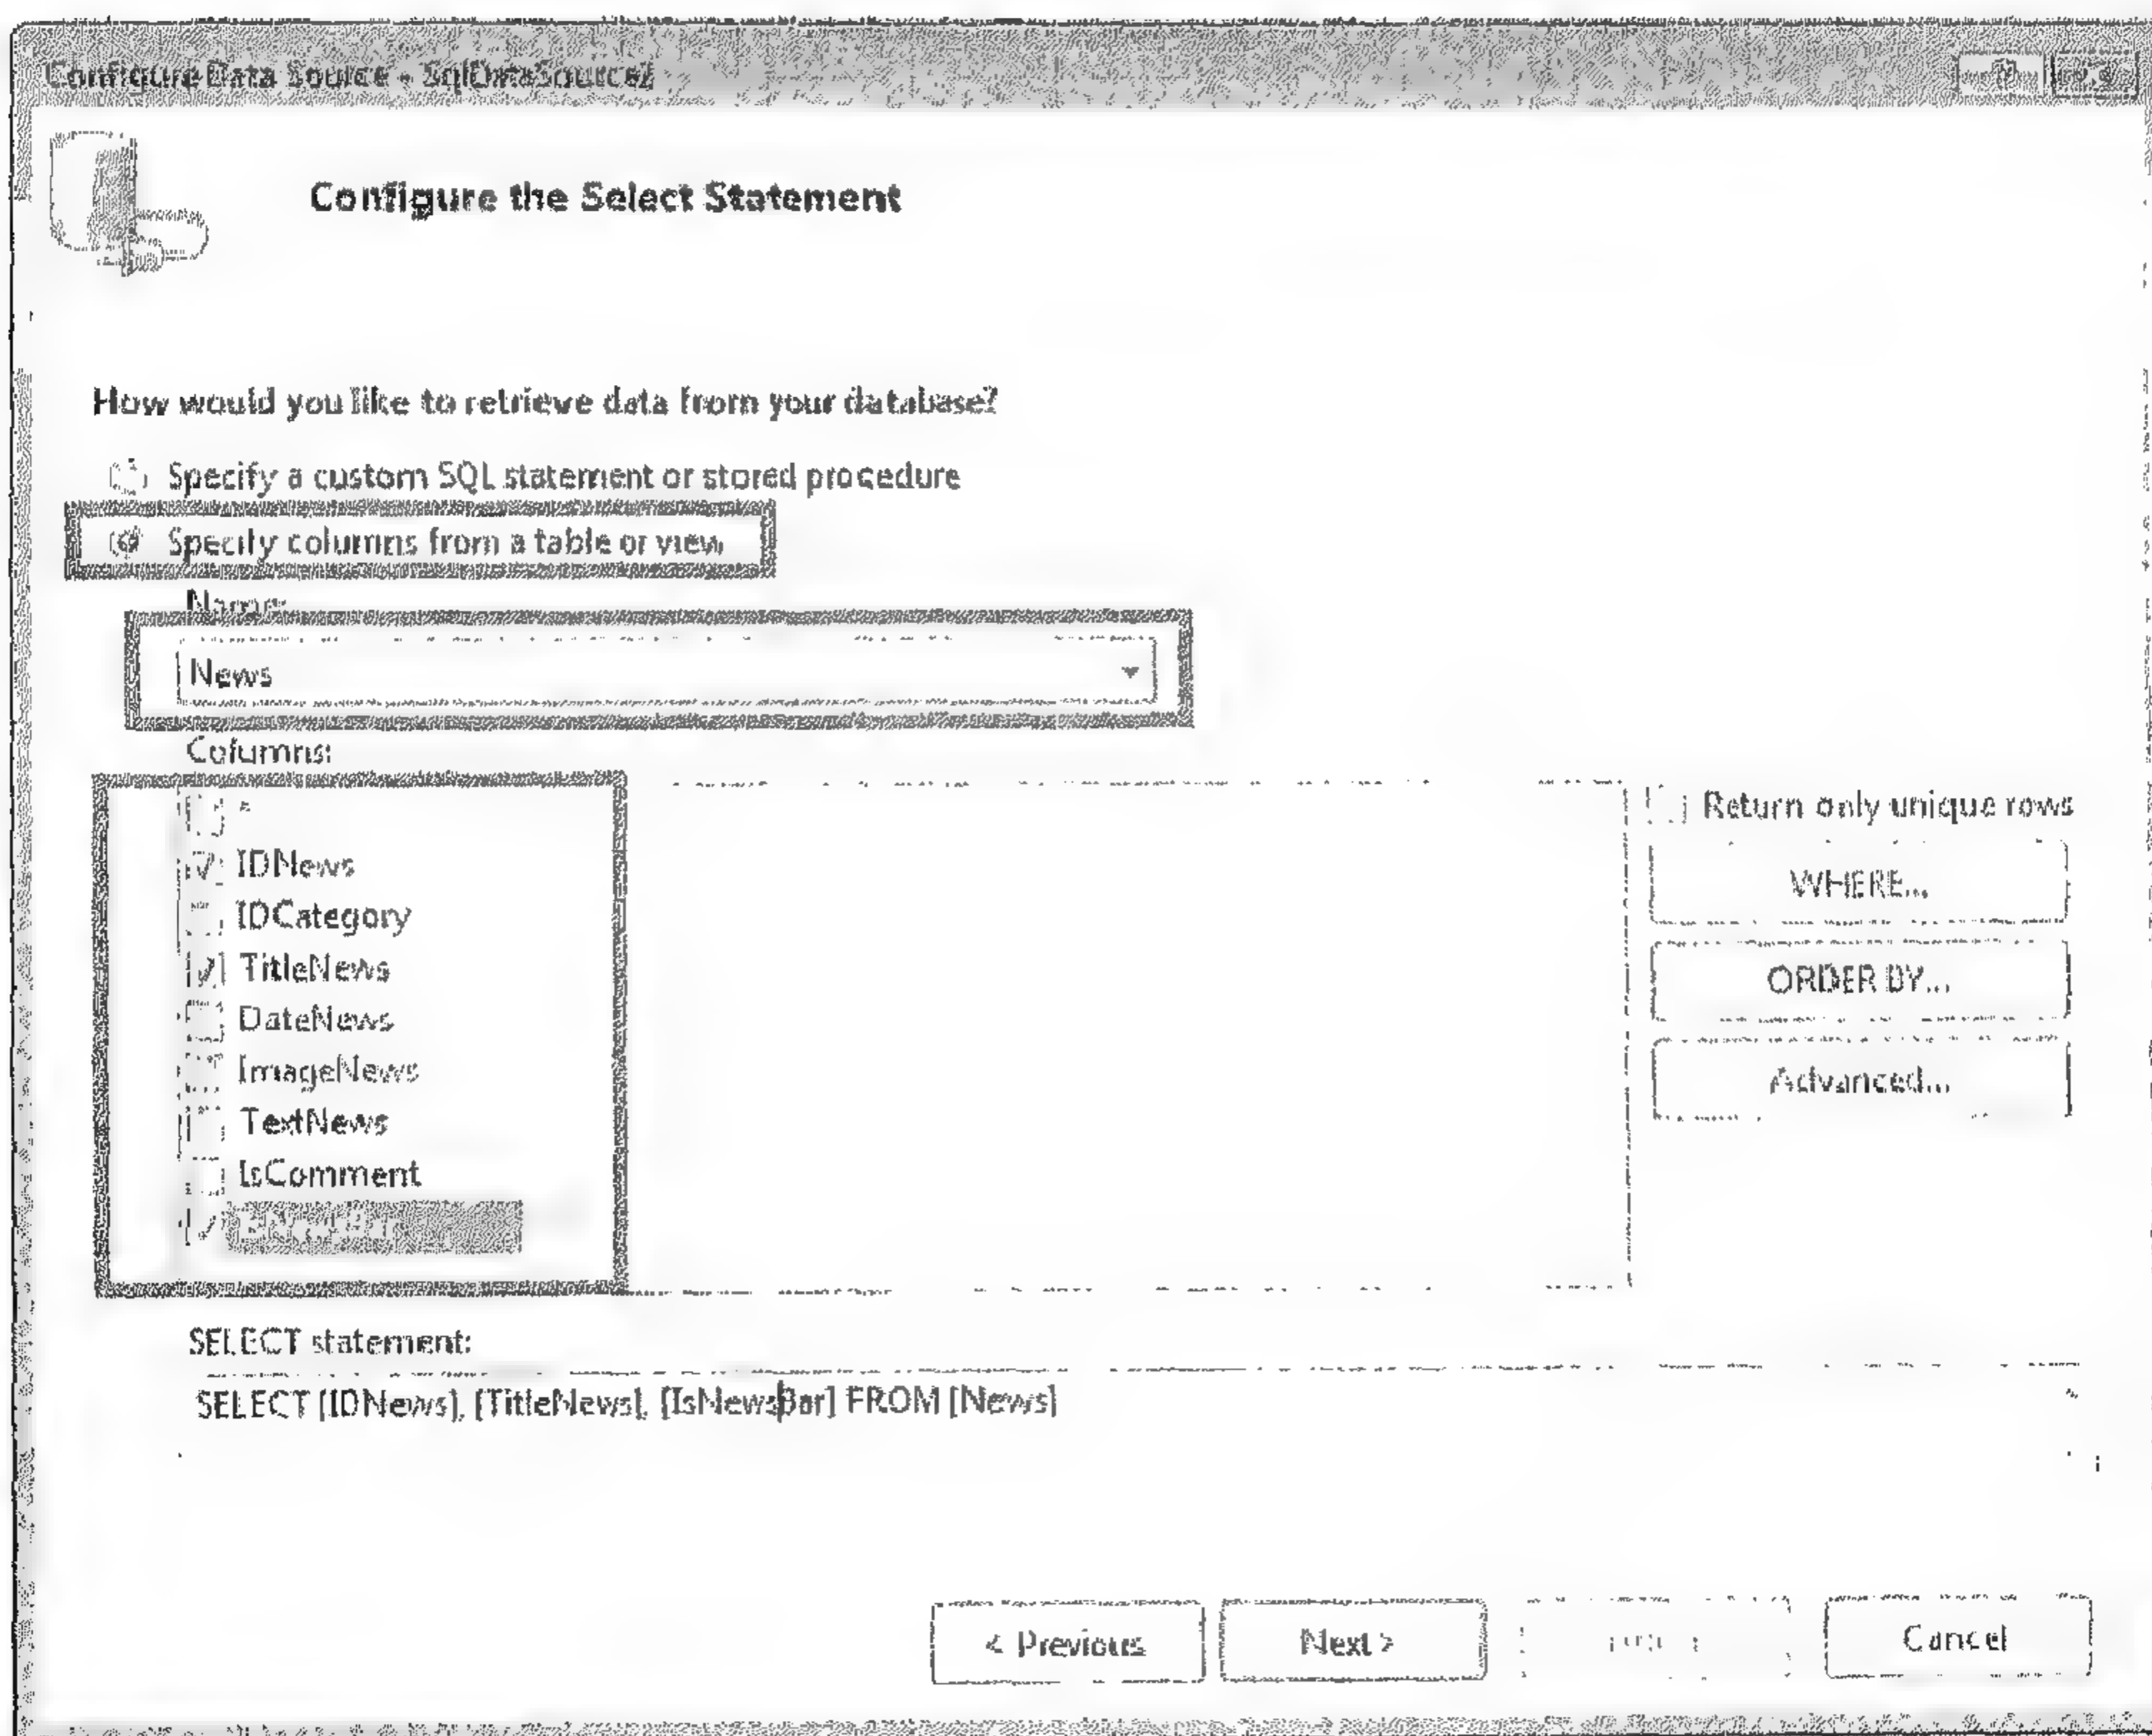 Configure Data Source - SqlDataSource2
Configure the Select Statement
How would you like to retrieve data from your database?
Specify a custom SQL statement or stored procedure
Specify columns from a table or view
Name:
News
Columns:
*
Return only unique rows
IDNews
WHERE...
IDCategory
TitleNews
ORDER BY...
DateNews
ImageNews
Advanced...
TextNews
IsComment
SELECT statement:
SELECT [IDNews], [TitleNews], [IsNewsBar] FROM [News]
< Previous
Next >
Cancel